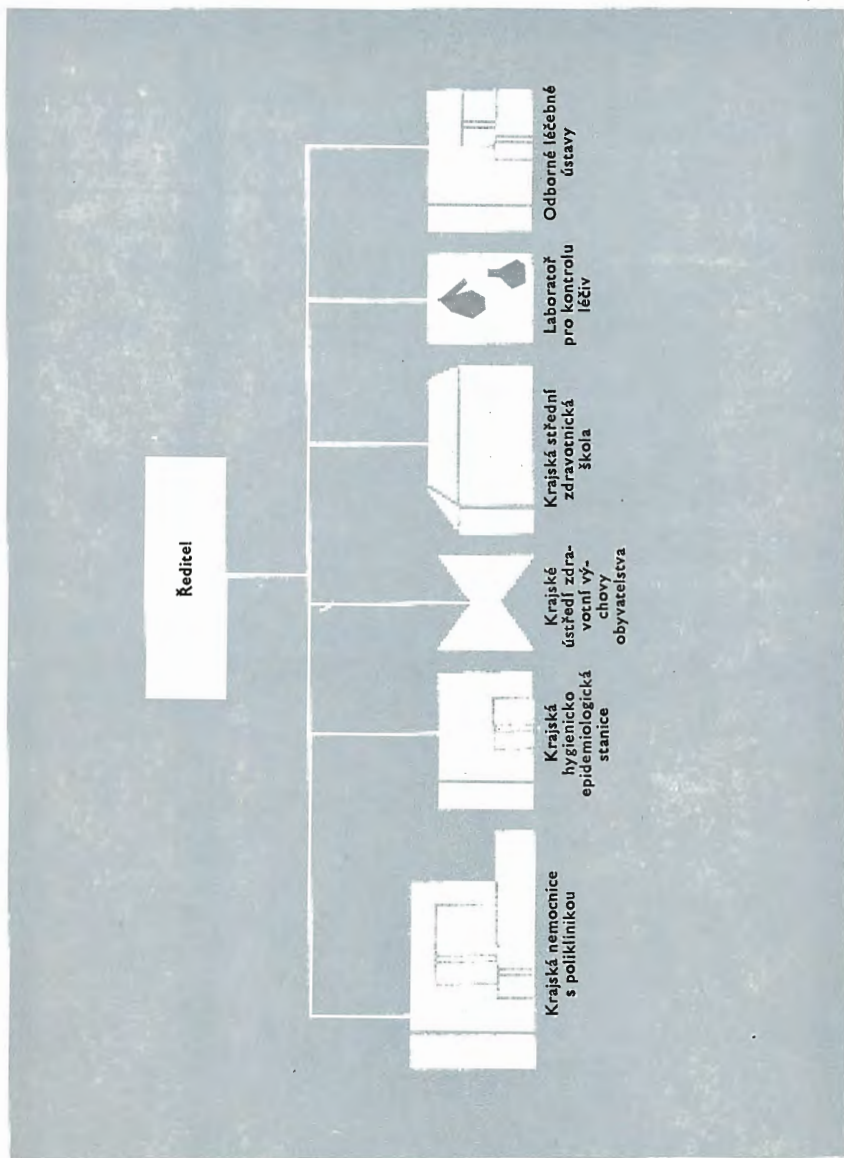 Ředitel
Krajská nemocnice
s poliklinikou
Krajská
hygienicko
epidemiologická
stanice
Krajské
ústředí zdra-
votní vý-
chovy
obyvatelstva
Krajská střední
zdravotnická
škola
Laboratoř
pro kontrolu
léčiv
Odborné léčebné
ústavy